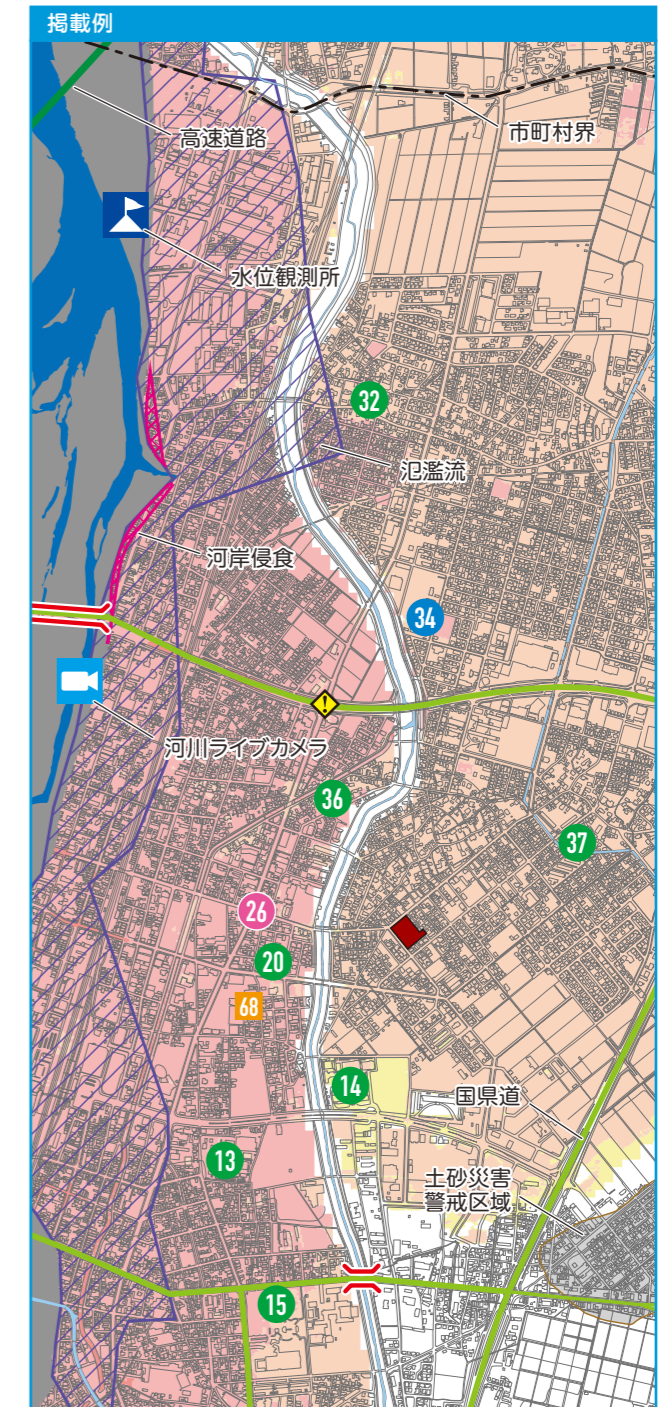 掲載例
高速道路
市町村界
水位観測所
32
氾濫流
河岸侵食
34
!
河川ライブカメラ
36
37
26
20
68
14
国県道
13
土砂災害
警戒区域
15